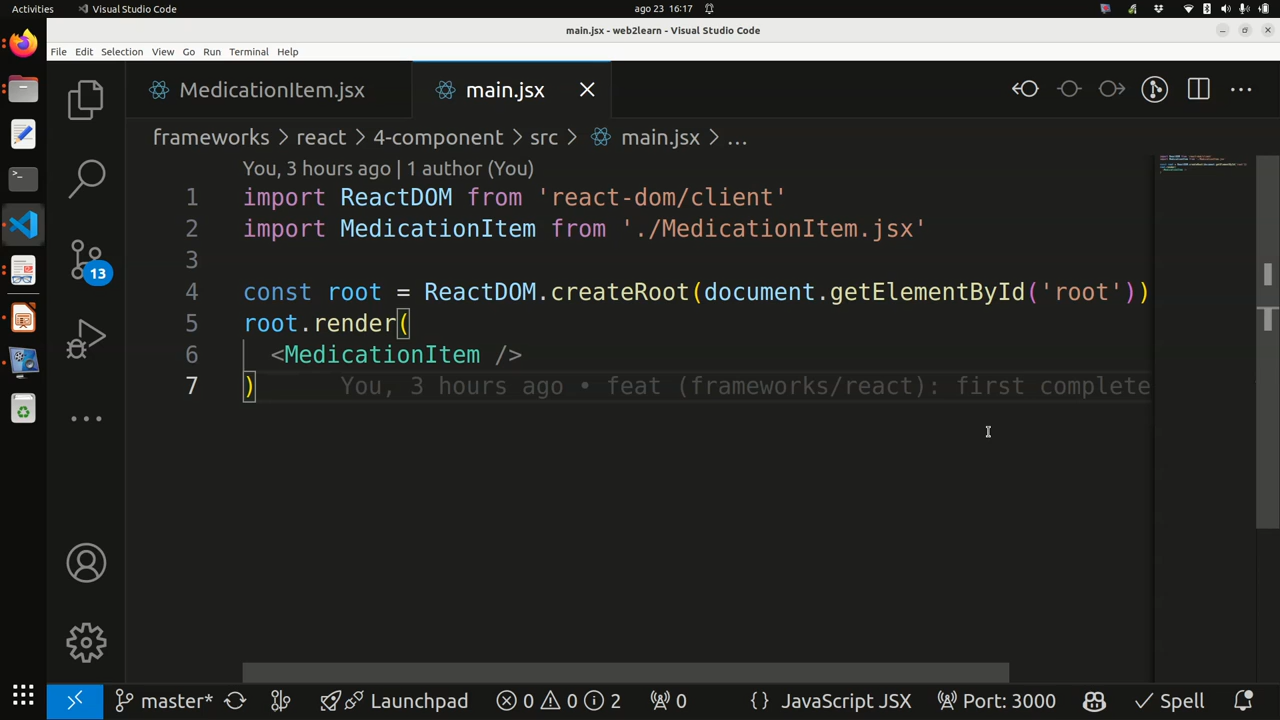 Activities
Visual Studio Code
ago 23 16:17
main.jsx - web2learn - Visual Studio Code
File Edit Selection View Go Run Terminal Help
MedicationItem.jsx
main.jsx
frameworks > react > 4-component > src > main.jsx > ...
You, 3 hours ago | 1 author (You)
1 import ReactDOM from 'react-dom/client'
2 import MedicationItem from './MedicationItem.jsx'
3
4 const root = ReactDOM.createRoot(document.getElementById('root'))
5 root.render(
6 <MedicationItem />
7 ) You, 3 hours ago • feat (frameworks/react): first complete
13
master*
Launchpad
0 0 2
0
{ } JavaScript JSX
Port: 3000
Spell